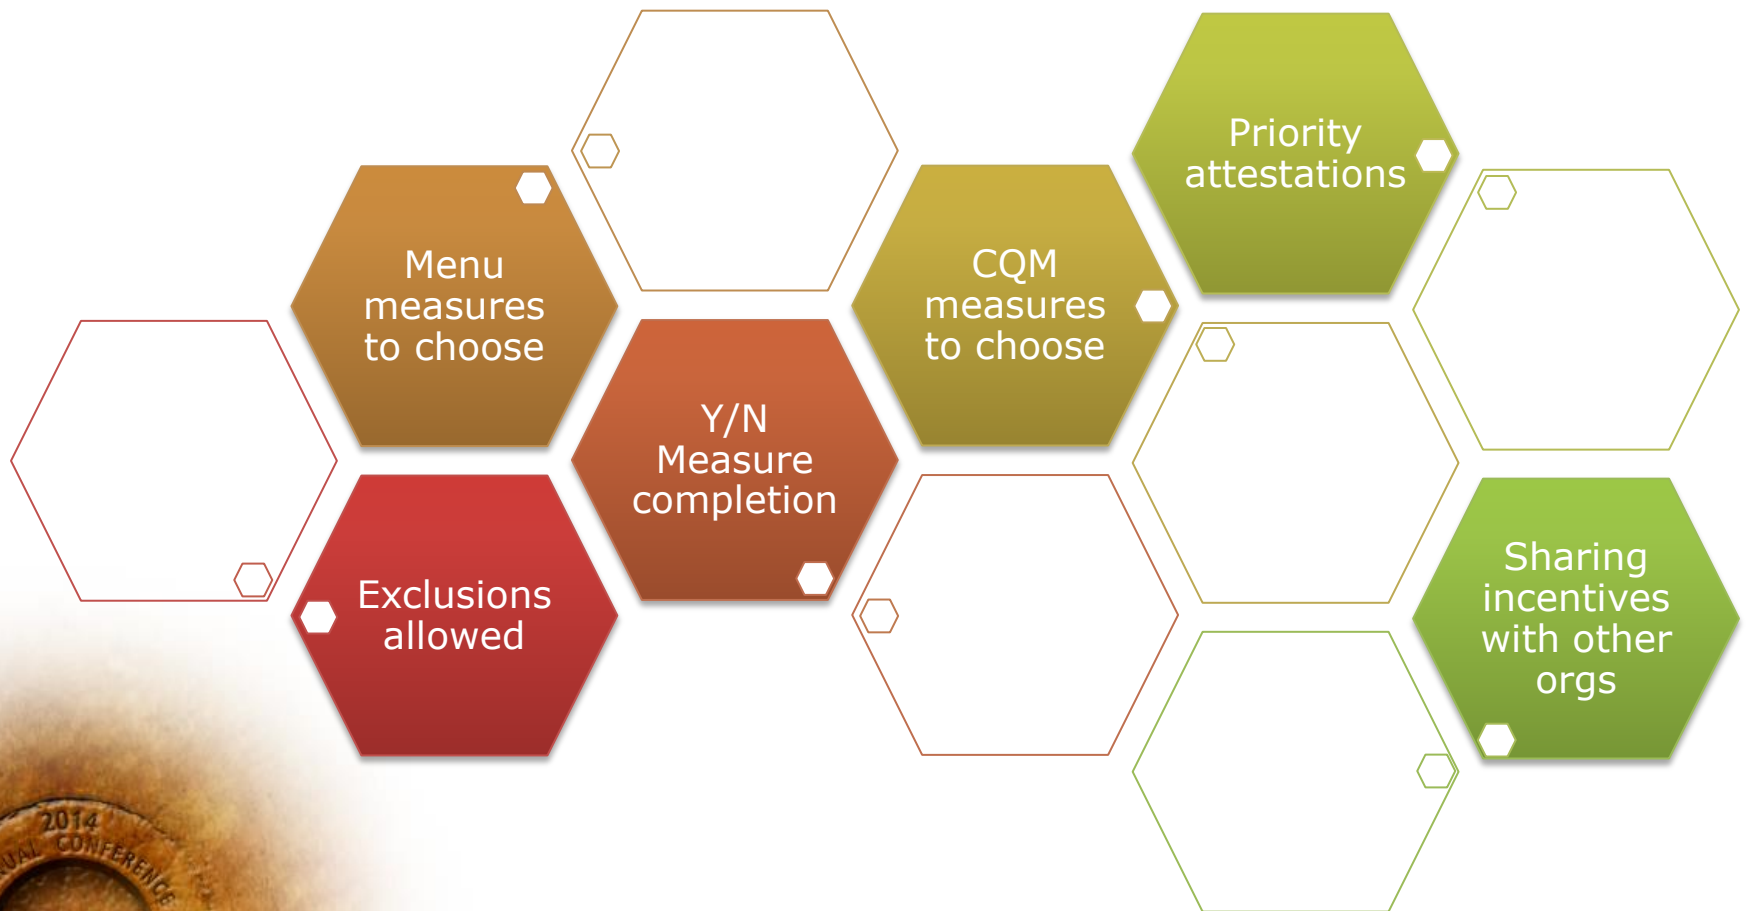 Priority
attestations
Menu
measures
to choose
CQM
measures
to choose
Y/N
Measure
completion
Exclusions
allowed
Sharing
incentives
with other
orgs
2014
CONFERENCE